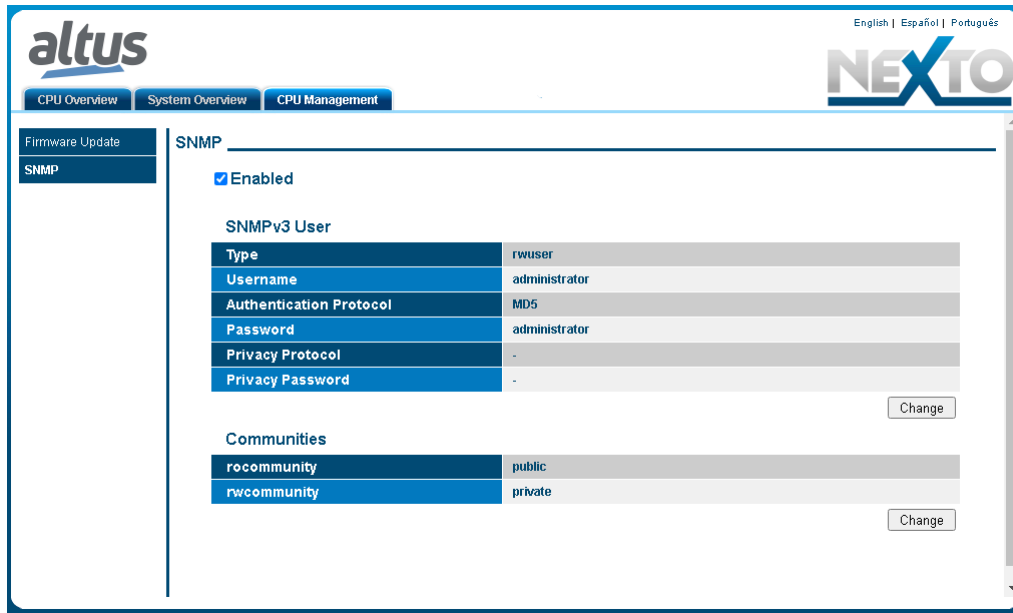 English | Español | Português
altus
NEXTO
CPU Overview System Overview CPU Management
Firmware Update
SNMP
SNMP
Enabled
SNMPv3 User
Type rwuser
Username administrator
Authentication Protocol MD5
Password administrator
Privacy Protocol -
Privacy Password -
Change
Communities
rocommunity public
rwcommunity private
Change